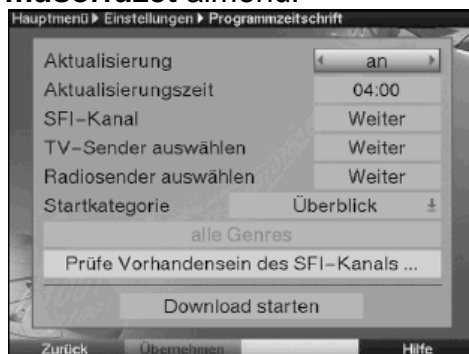 Hauptmenü ▸ Einstellungen ▸ Programmzeitschrift
Aktualisierung an
Aktualisierungszeit 04:00
SFI-Kanal Weiter
TV-Sender auswählen Weiter
Radiosender auswählen Weiter
Startkategorie Überblick
alle Genres
Prüfe Vorhandensein des SFI-Kanals ...
Download starten
Zurück Übernehmen Hilfe